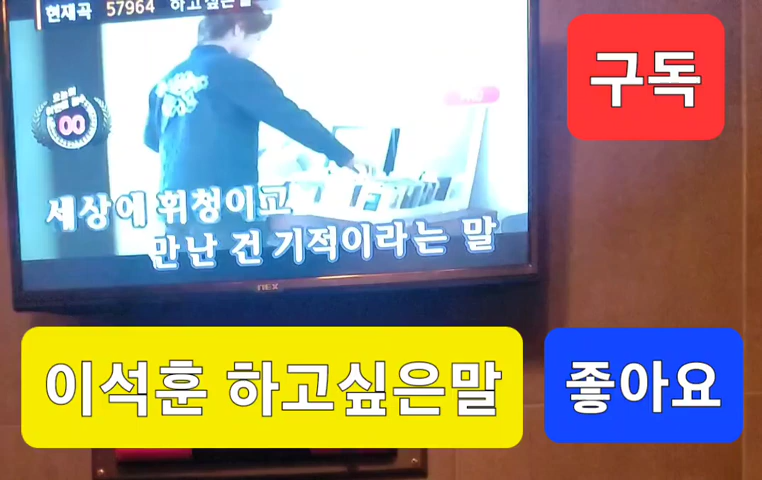 현재곡 57964 하고싶은말
구독
00
세상에 휘청이고
만난 건 기적이라는 말
이석훈 하고싶은말
좋아요